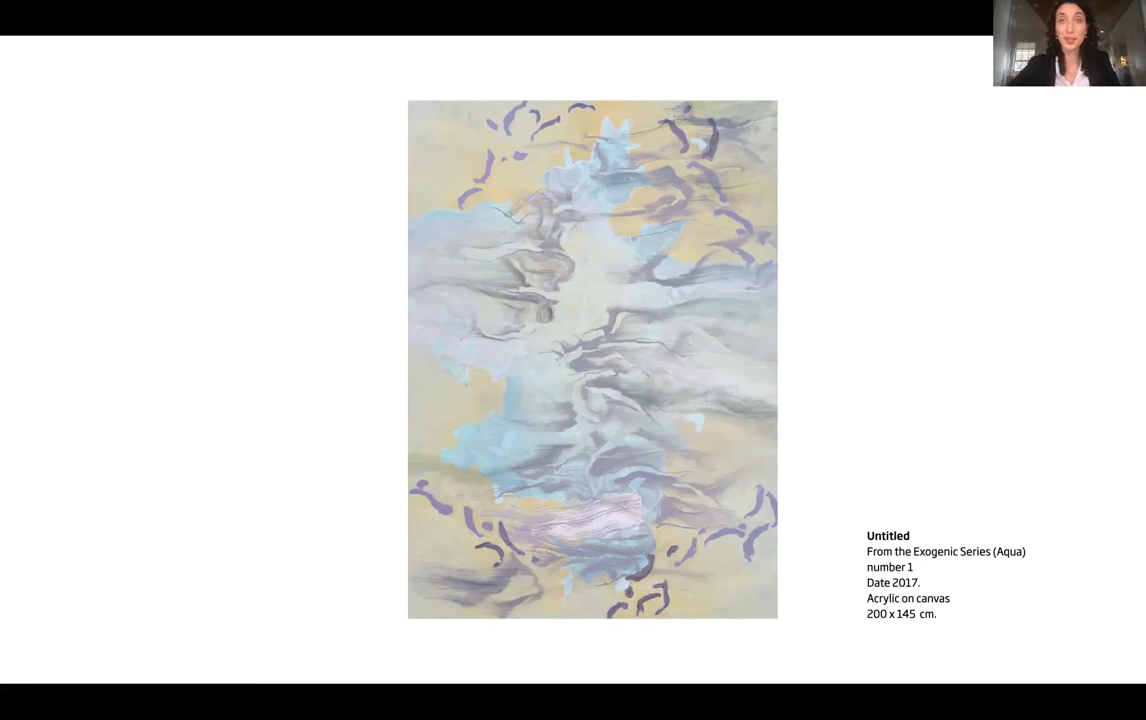 Untitled
From the Exogenic Series (Aqua)
number 1
Date 2017.
Acrylic on canvas
200 x 145 cm.